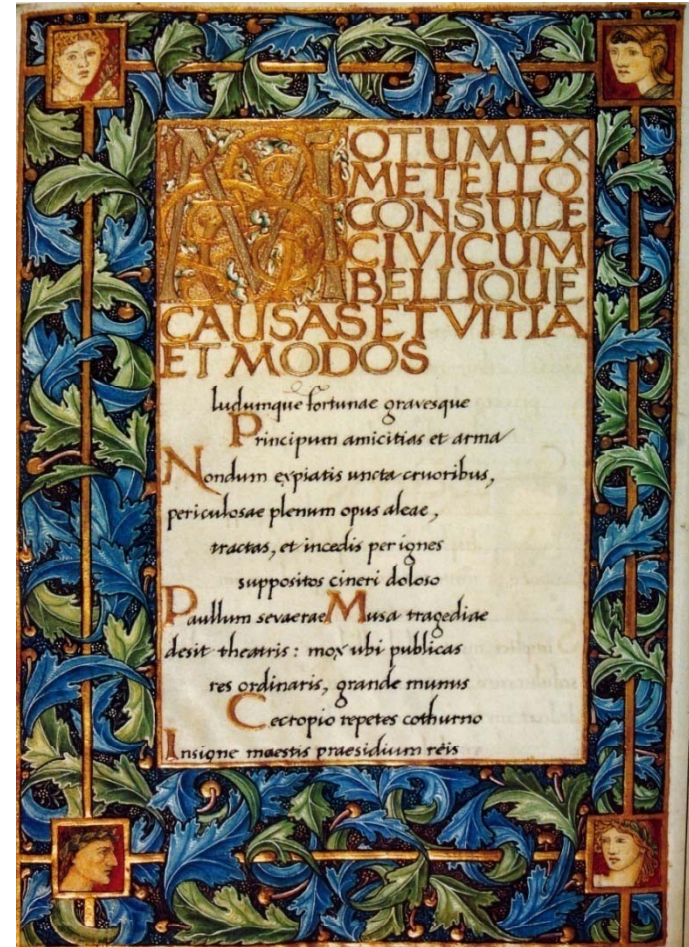 MOTUM EX
METELLO
CONSULE
CIVICUM
BELLIQUE
CAUSAS ET VITIA
ET MODOS
ludumque fortunae gravesque
Principum amicitias et arma
Nondum expiatis uncta cruoribus,
periculosae plenum opus aleae,
tractas, et incedis per ignes
suppositos cineri doloso
Paullum sevaerae Musa tragediae
desit theatris: mox ubi publicas
res ordinaris, grande munus
Cecropio repetes cothurno
Insigne maestis praesidium reis